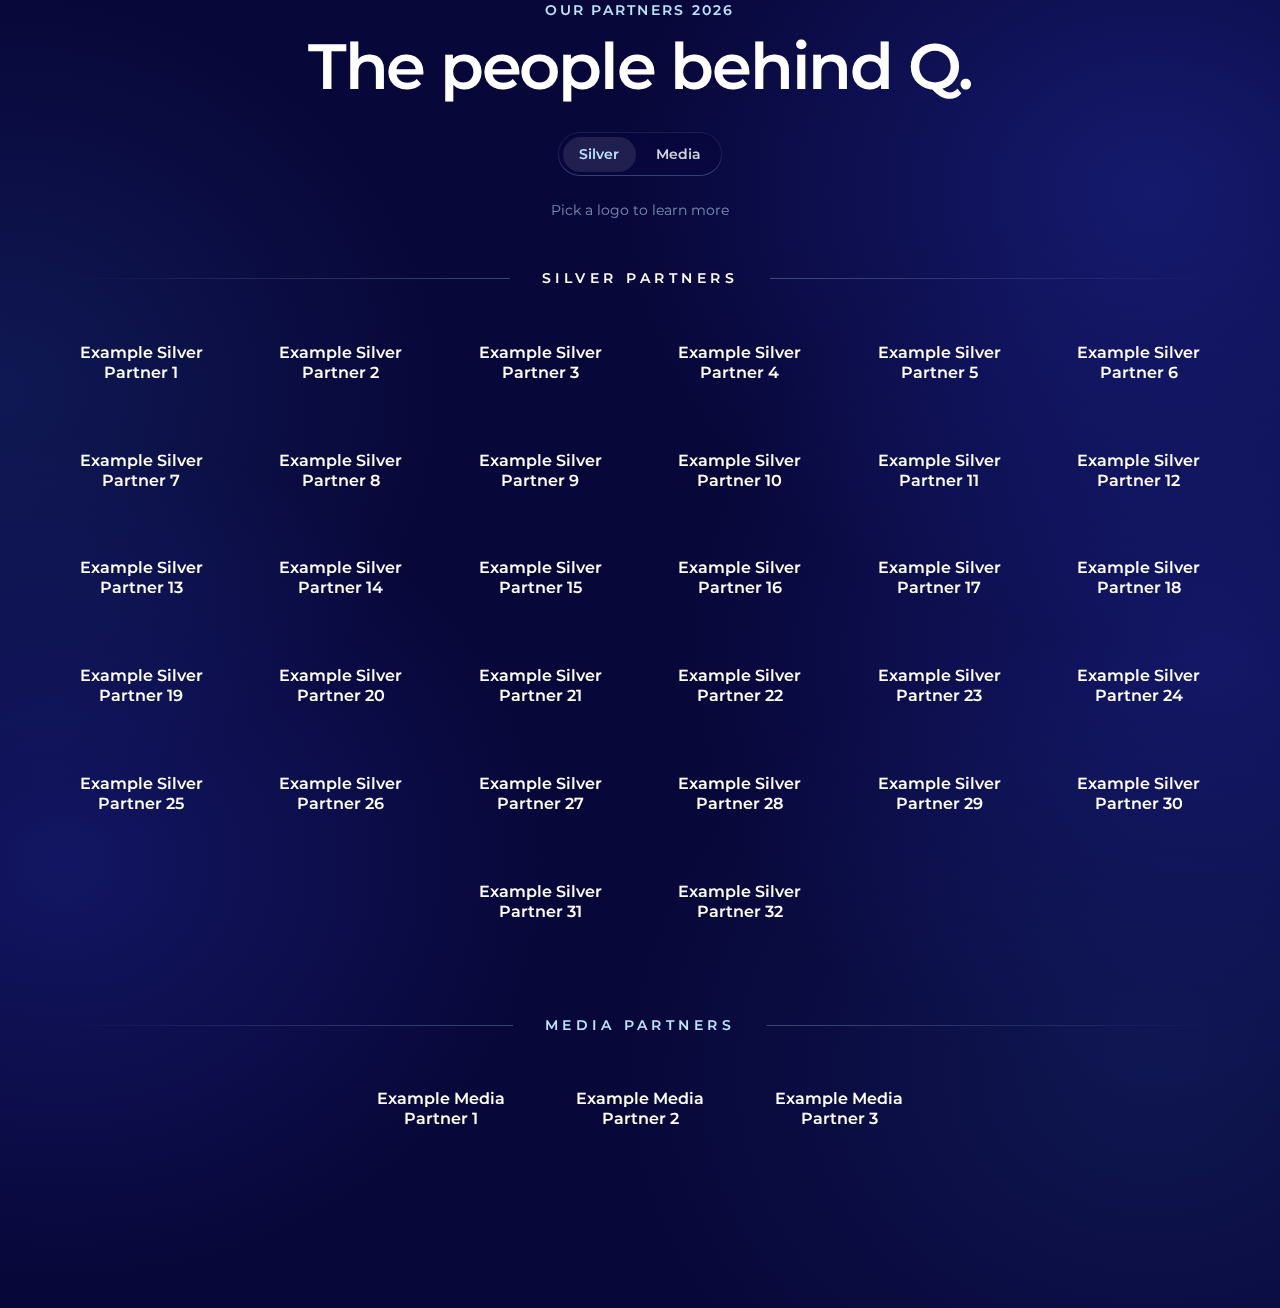 OUR PARTNERS 2026
The people behind Q.
Silver Media
Pick a logo to learn more
SILVER PARTNERS
Example Silver Partner 1
Example Silver Partner 2
Example Silver Partner 3
Example Silver Partner 4
Example Silver Partner 5
Example Silver Partner 6
Example Silver Partner 7
Example Silver Partner 8
Example Silver Partner 9
Example Silver Partner 10
Example Silver Partner 11
Example Silver Partner 12
Example Silver Partner 13
Example Silver Partner 14
Example Silver Partner 15
Example Silver Partner 16
Example Silver Partner 17
Example Silver Partner 18
Example Silver Partner 19
Example Silver Partner 20
Example Silver Partner 21
Example Silver Partner 22
Example Silver Partner 23
Example Silver Partner 24
Example Silver Partner 25
Example Silver Partner 26
Example Silver Partner 27
Example Silver Partner 28
Example Silver Partner 29
Example Silver Partner 30
Example Silver Partner 31
Example Silver Partner 32
MEDIA PARTNERS
Example Media Partner 1
Example Media Partner 2
Example Media Partner 3